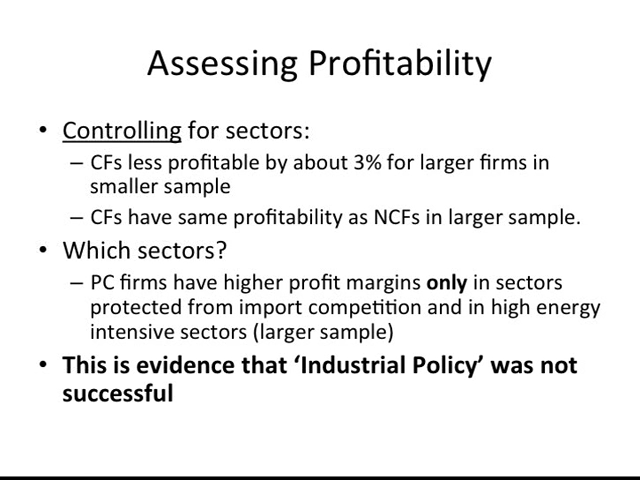 Assessing Profitability
• Controlling for sectors:
– CFs less profitable by about 3% for larger firms in
smaller sample
– CFs have same profitability as NCFs in larger sample.
• Which sectors?
– PC firms have higher profit margins only in sectors
protected from import competition and in high energy
intensive sectors (larger sample)
• This is evidence that ‘Industrial Policy’ was not
successful